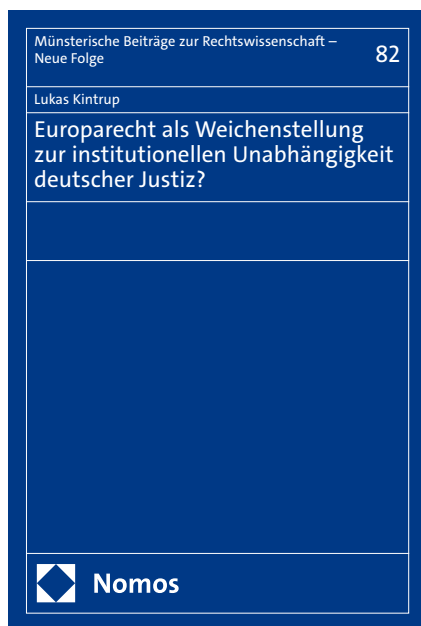 Münsterische Beiträge zur Rechtswissenschaft –
Neue Folge
82
Lukas Kintrup
Europarecht als Weichenstellung
zur institutionellen Unabhängigkeit
deutscher Justiz?
Nomos